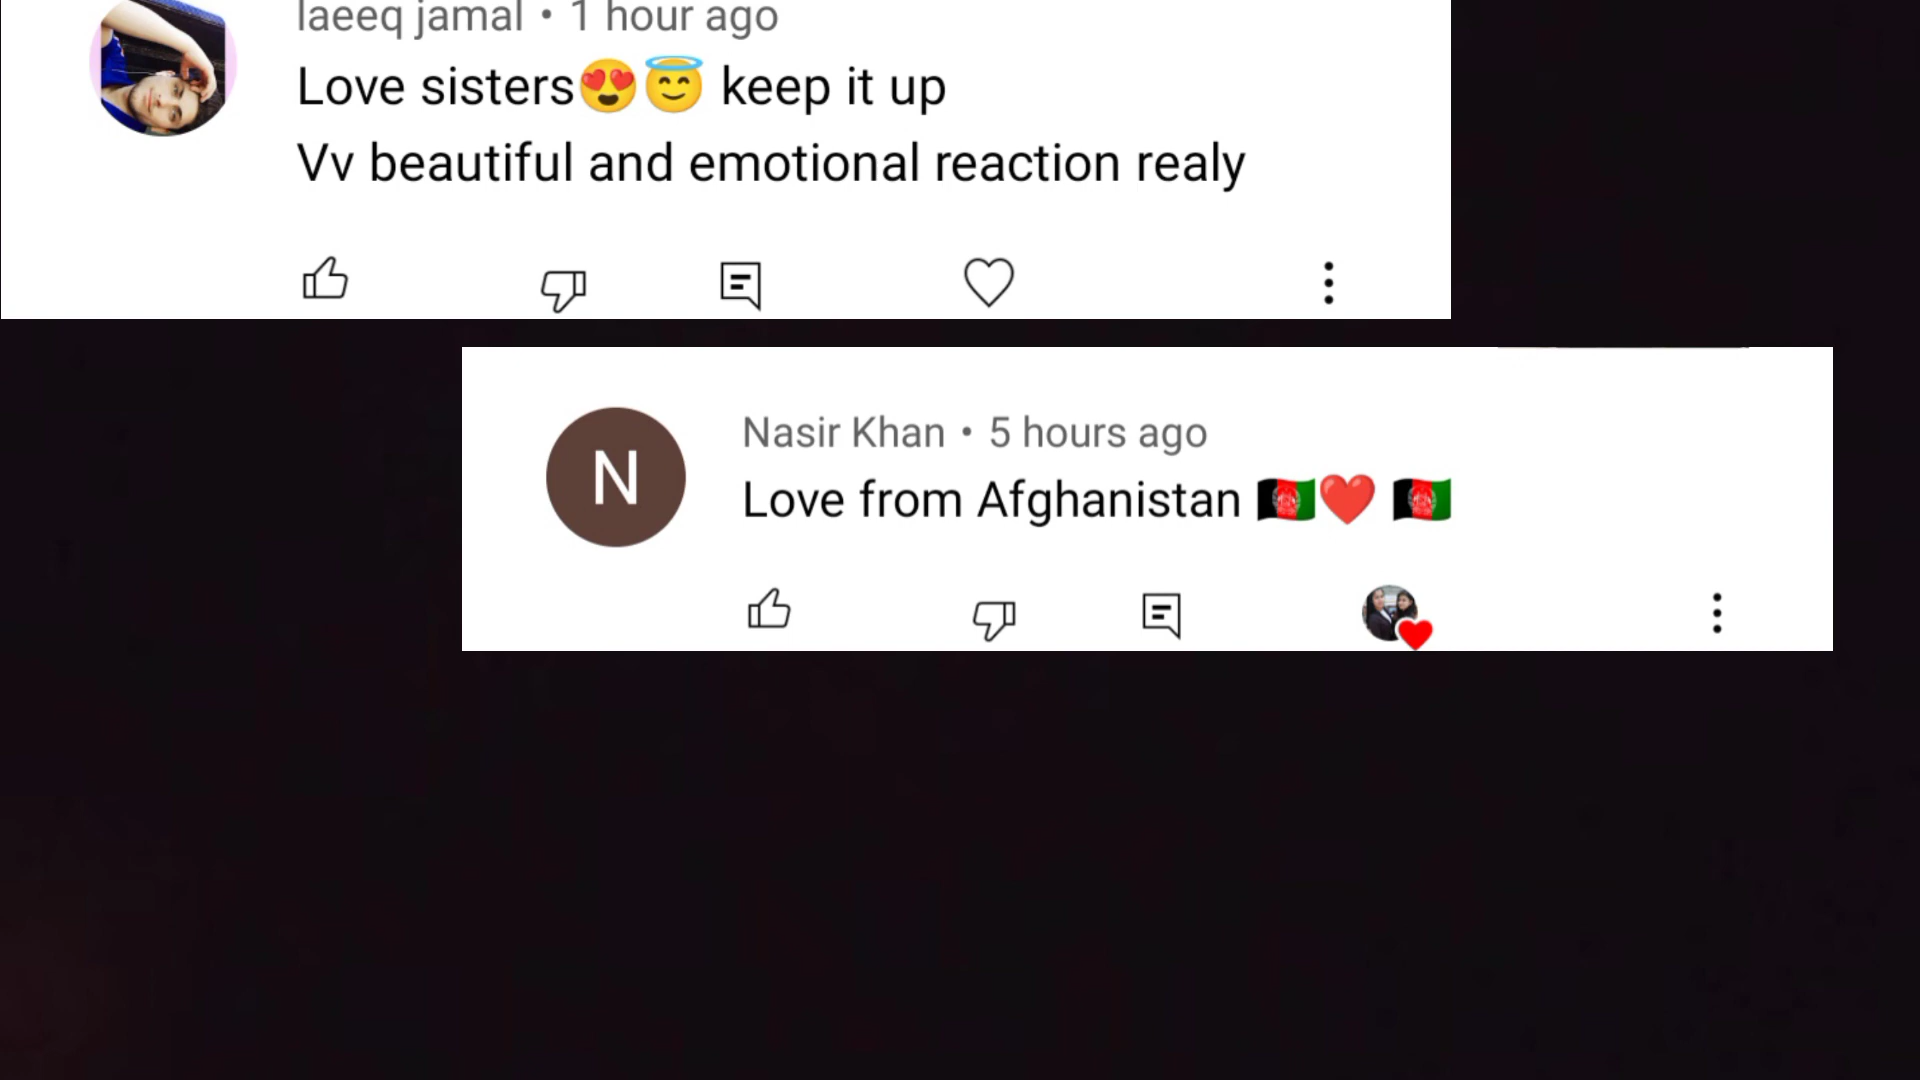 laeeq jamal • 1 hour ago
Love sisters😍😇 keep it up
Vv beautiful and emotional reaction realy
N
Nasir Khan • 5 hours ago
Love from Afghanistan 🇦🇫❤️ 🇦🇫